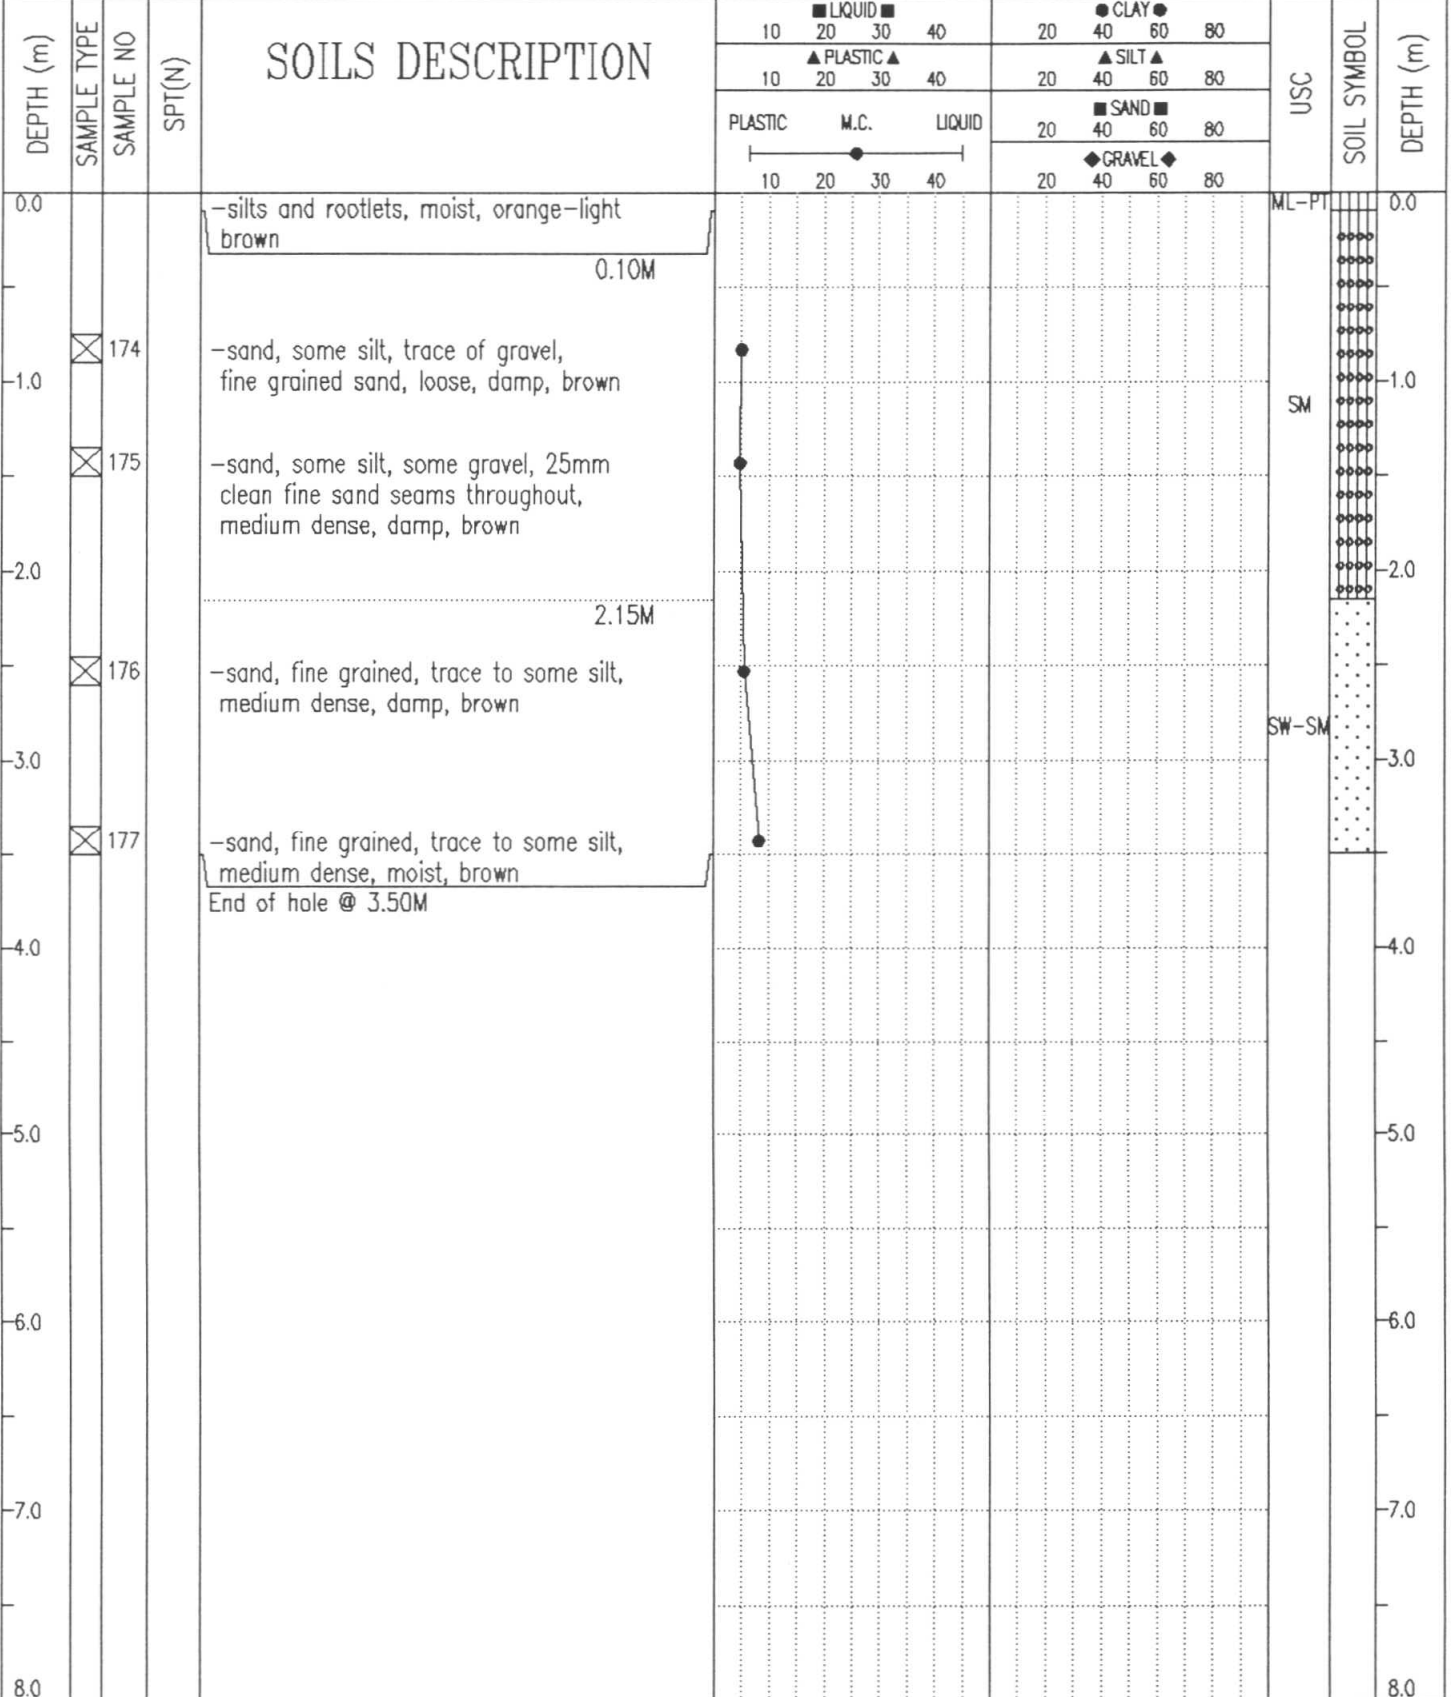 DEPTH (m)
SAMPLE TYPE
SAMPLE NO
SPT(N)
SOILS DESCRIPTION
■ LIQUID ■
10 20 30 40
▲ PLASTIC ▲
10 20 30 40
PLASTIC M.C. LIQUID
10 20 30 40
● CLAY ●
20 40 60 80
▲ SILT ▲
20 40 60 80
■ SAND ■
20 40 60 80
◆ GRAVEL ◆
20 40 60 80
USC
SOIL SYMBOL
DEPTH (m)
0.0
-silts and rootlets, moist, orange-light
brown
ML-PT
0.0
0.10M
174
-sand, some silt, trace of gravel,
fine grained sand, loose, damp, brown
1.0
1.0
SM
175
-sand, some silt, some gravel, 25mm
clean fine sand seams throughout,
medium dense, damp, brown
2.0
2.0
2.15M
176
-sand, fine grained, trace to some silt,
medium dense, damp, brown
SW-SM
3.0
3.0
177
-sand, fine grained, trace to some silt,
medium dense, moist, brown
End of hole @ 3.50M
4.0
4.0
5.0
5.0
6.0
6.0
7.0
7.0
8.0
8.0